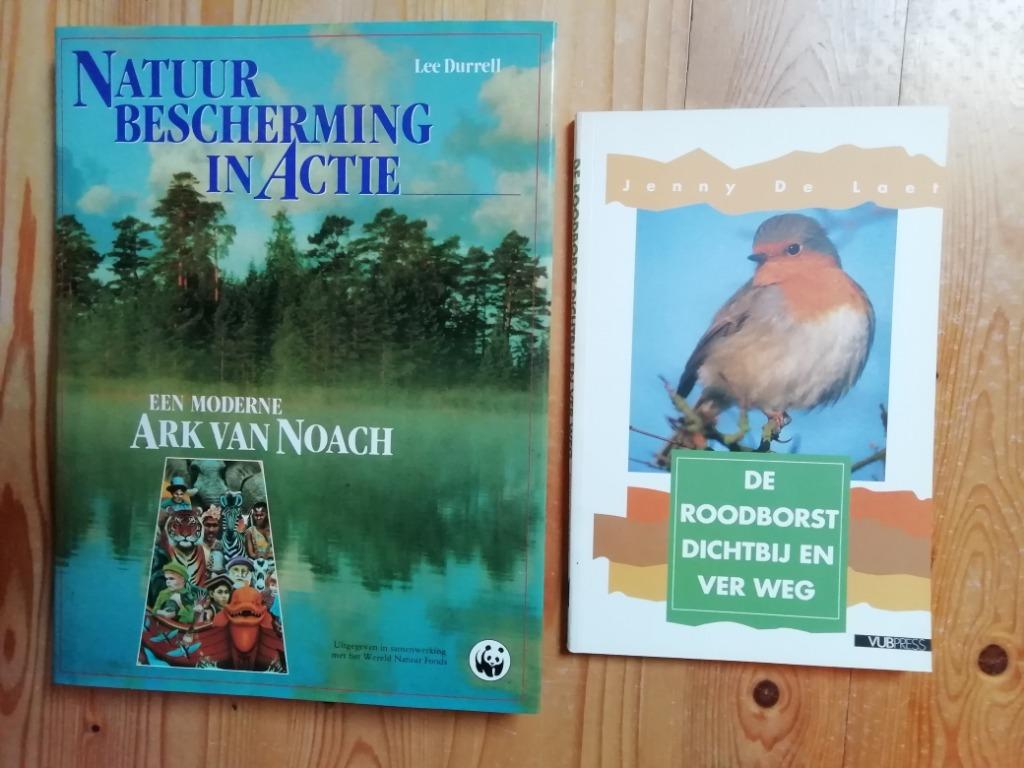 Lee Durrell
NATUUR
BESCHERMING
IN ACTIE
EEN MODERNE
ARK VAN NOACH
Uitgegeven in samenwerking
met het Wereld Natuur Fonds
Jenny De Laet
DE
ROODBORST
DICHTBIJ EN
VER WEG
VUBPRESS